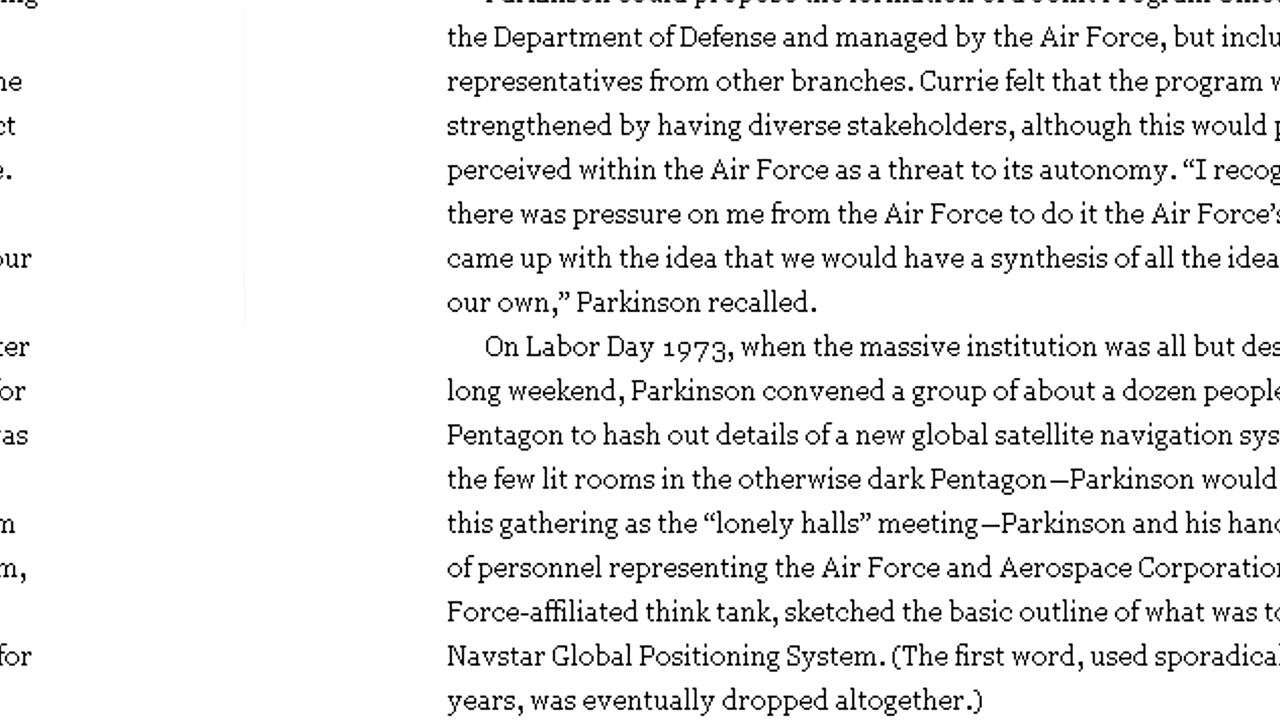 the Department of Defense and managed by the Air Force, but
representatives from other branches. Currie felt that the program
strengthened by having diverse stakeholders, although this would
perceived within the Air Force as a threat to its autonomy. “I
there was pressure on me from the Air Force to do it the Air Force’s
came up with the idea that we would have a synthesis of all the
our own,” Parkinson recalled.
On Labor Day 1973, when the massive institution was all but
long weekend, Parkinson convened a group of about a dozen people
Pentagon to hash out details of a new global satellite navigation
the few lit rooms in the otherwise dark Pentagon—Parkinson would
this gathering as the “lonely halls” meeting—Parkinson and his
of personnel representing the Air Force and Aerospace Corporation
Force-affiliated think tank, sketched the basic outline of what was
Navstar Global Positioning System. (The first word, used
years, was eventually dropped altogether.)